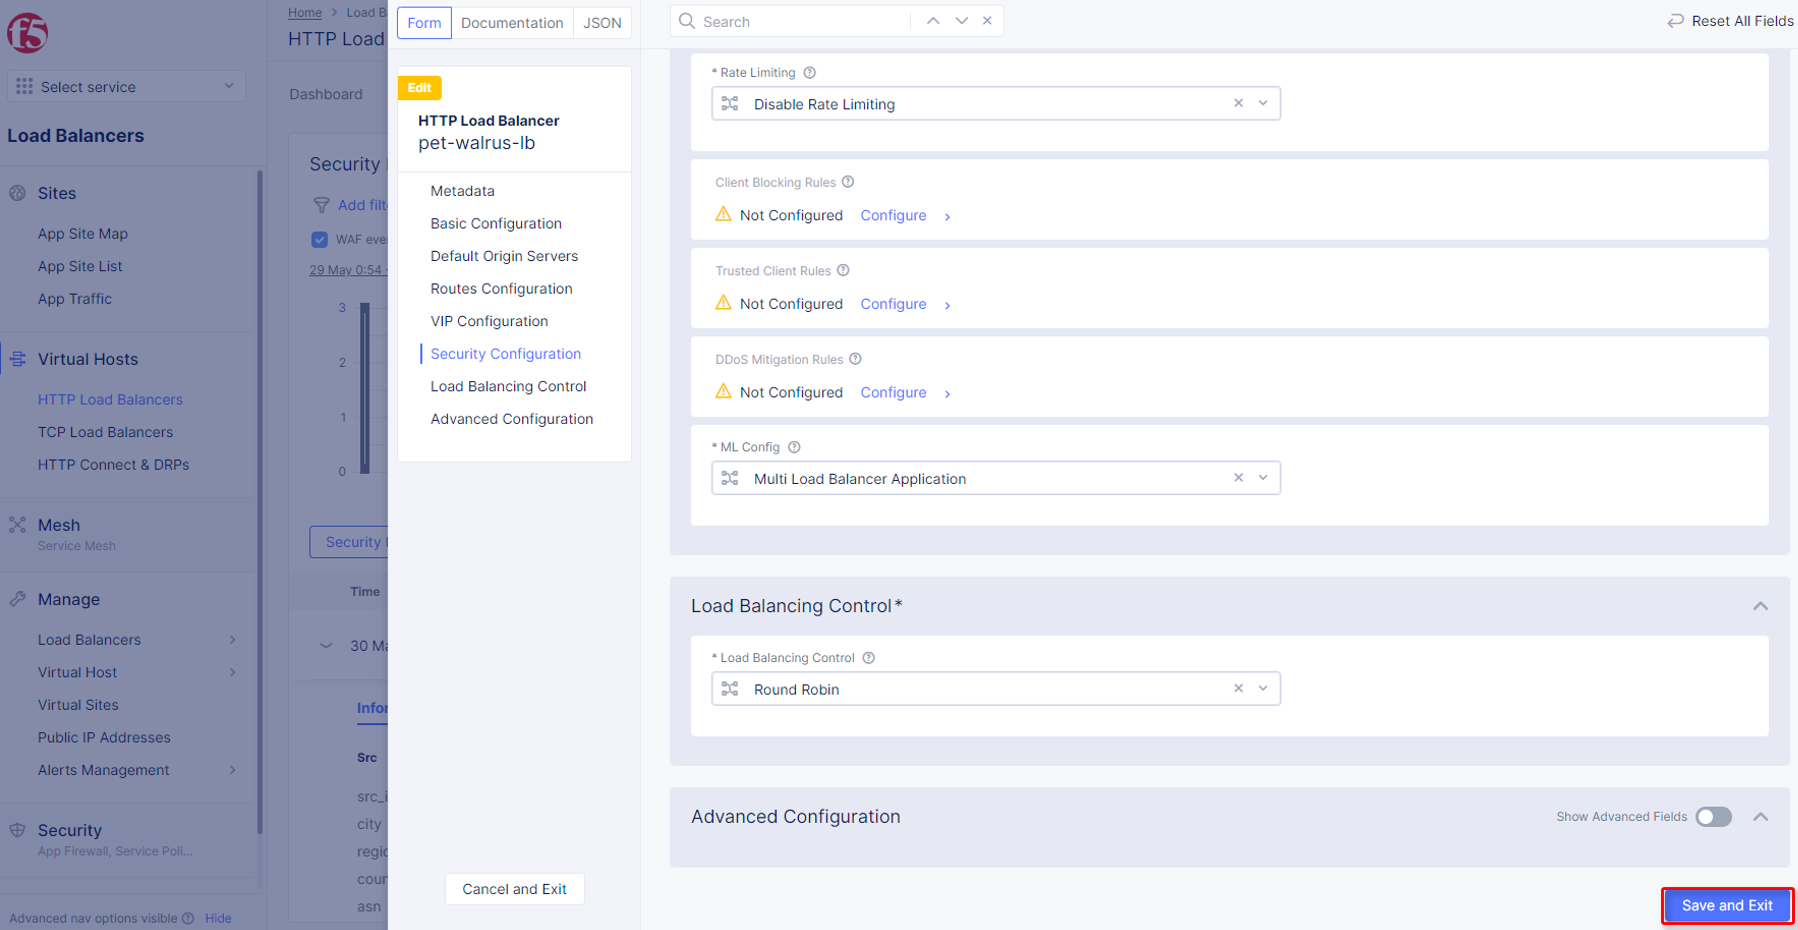 f5
Select service
Load Balancers
Sites
App Site Map
App Site List
App Traffic
Virtual Hosts
HTTP Load Balancers
TCP Load Balancers
HTTP Connect & DRPs
Mesh
Service Mesh
Manage
Load Balancers
Virtual Host
Virtual Sites
Public IP Addresses
Alerts Management
Security
App Firewall, Service Poli...
Advanced nav options visible
Hide
Home > Load B
HTTP Load
Dashboard
Security
Add filt
WAF eve
29 May 0:54 -
3
2
1
0
Security
Time
30 Ma
Infor
Src
src_i
city
regio
coun
asn
Form
Documentation
JSON
Edit
HTTP Load Balancer
pet-walrus-lb
Metadata
Basic Configuration
Default Origin Servers
Routes Configuration
VIP Configuration
Security Configuration
Load Balancing Control
Advanced Configuration
Cancel and Exit
Search
Reset All Fields
* Rate Limiting
Disable Rate Limiting
Client Blocking Rules
Not Configured Configure >
Trusted Client Rules
Not Configured Configure >
DDoS Mitigation Rules
Not Configured Configure >
* ML Config
Multi Load Balancer Application
Load Balancing Control*
* Load Balancing Control
Round Robin
Advanced Configuration
Show Advanced Fields
Save and Exit